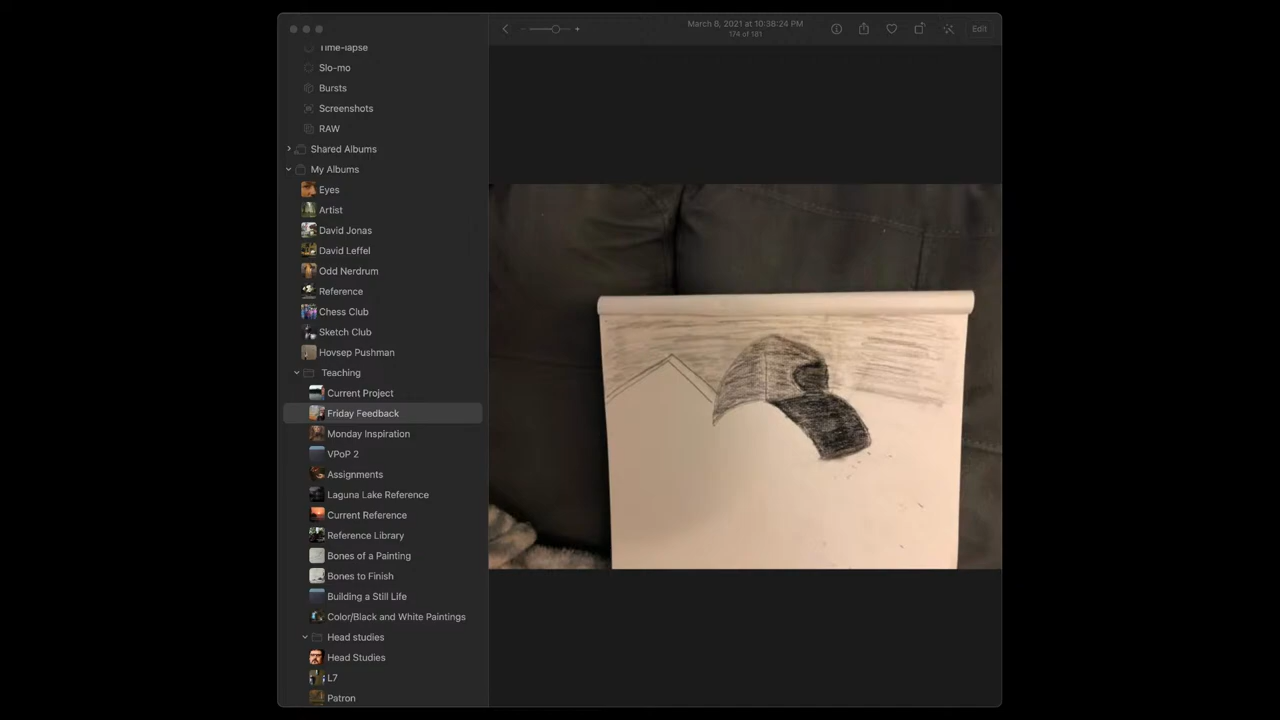 March 8, 2021 at 10:38:24 PM
174 of 181
Edit
Time-lapse
Slo-mo
Bursts
Screenshots
RAW
Shared Albums
My Albums
Eyes
Artist
David Jonas
David Leffel
Odd Nerdrum
Reference
Chess Club
Sketch Club
Hovsep Pushman
Teaching
Current Project
Friday Feedback
Monday Inspiration
VPoP 2
Assignments
Laguna Lake Reference
Current Reference
Reference Library
Bones of a Painting
Bones to Finish
Building a Still Life
Color/Black and White Paintings
Head studies
Head Studies
L7
Patron